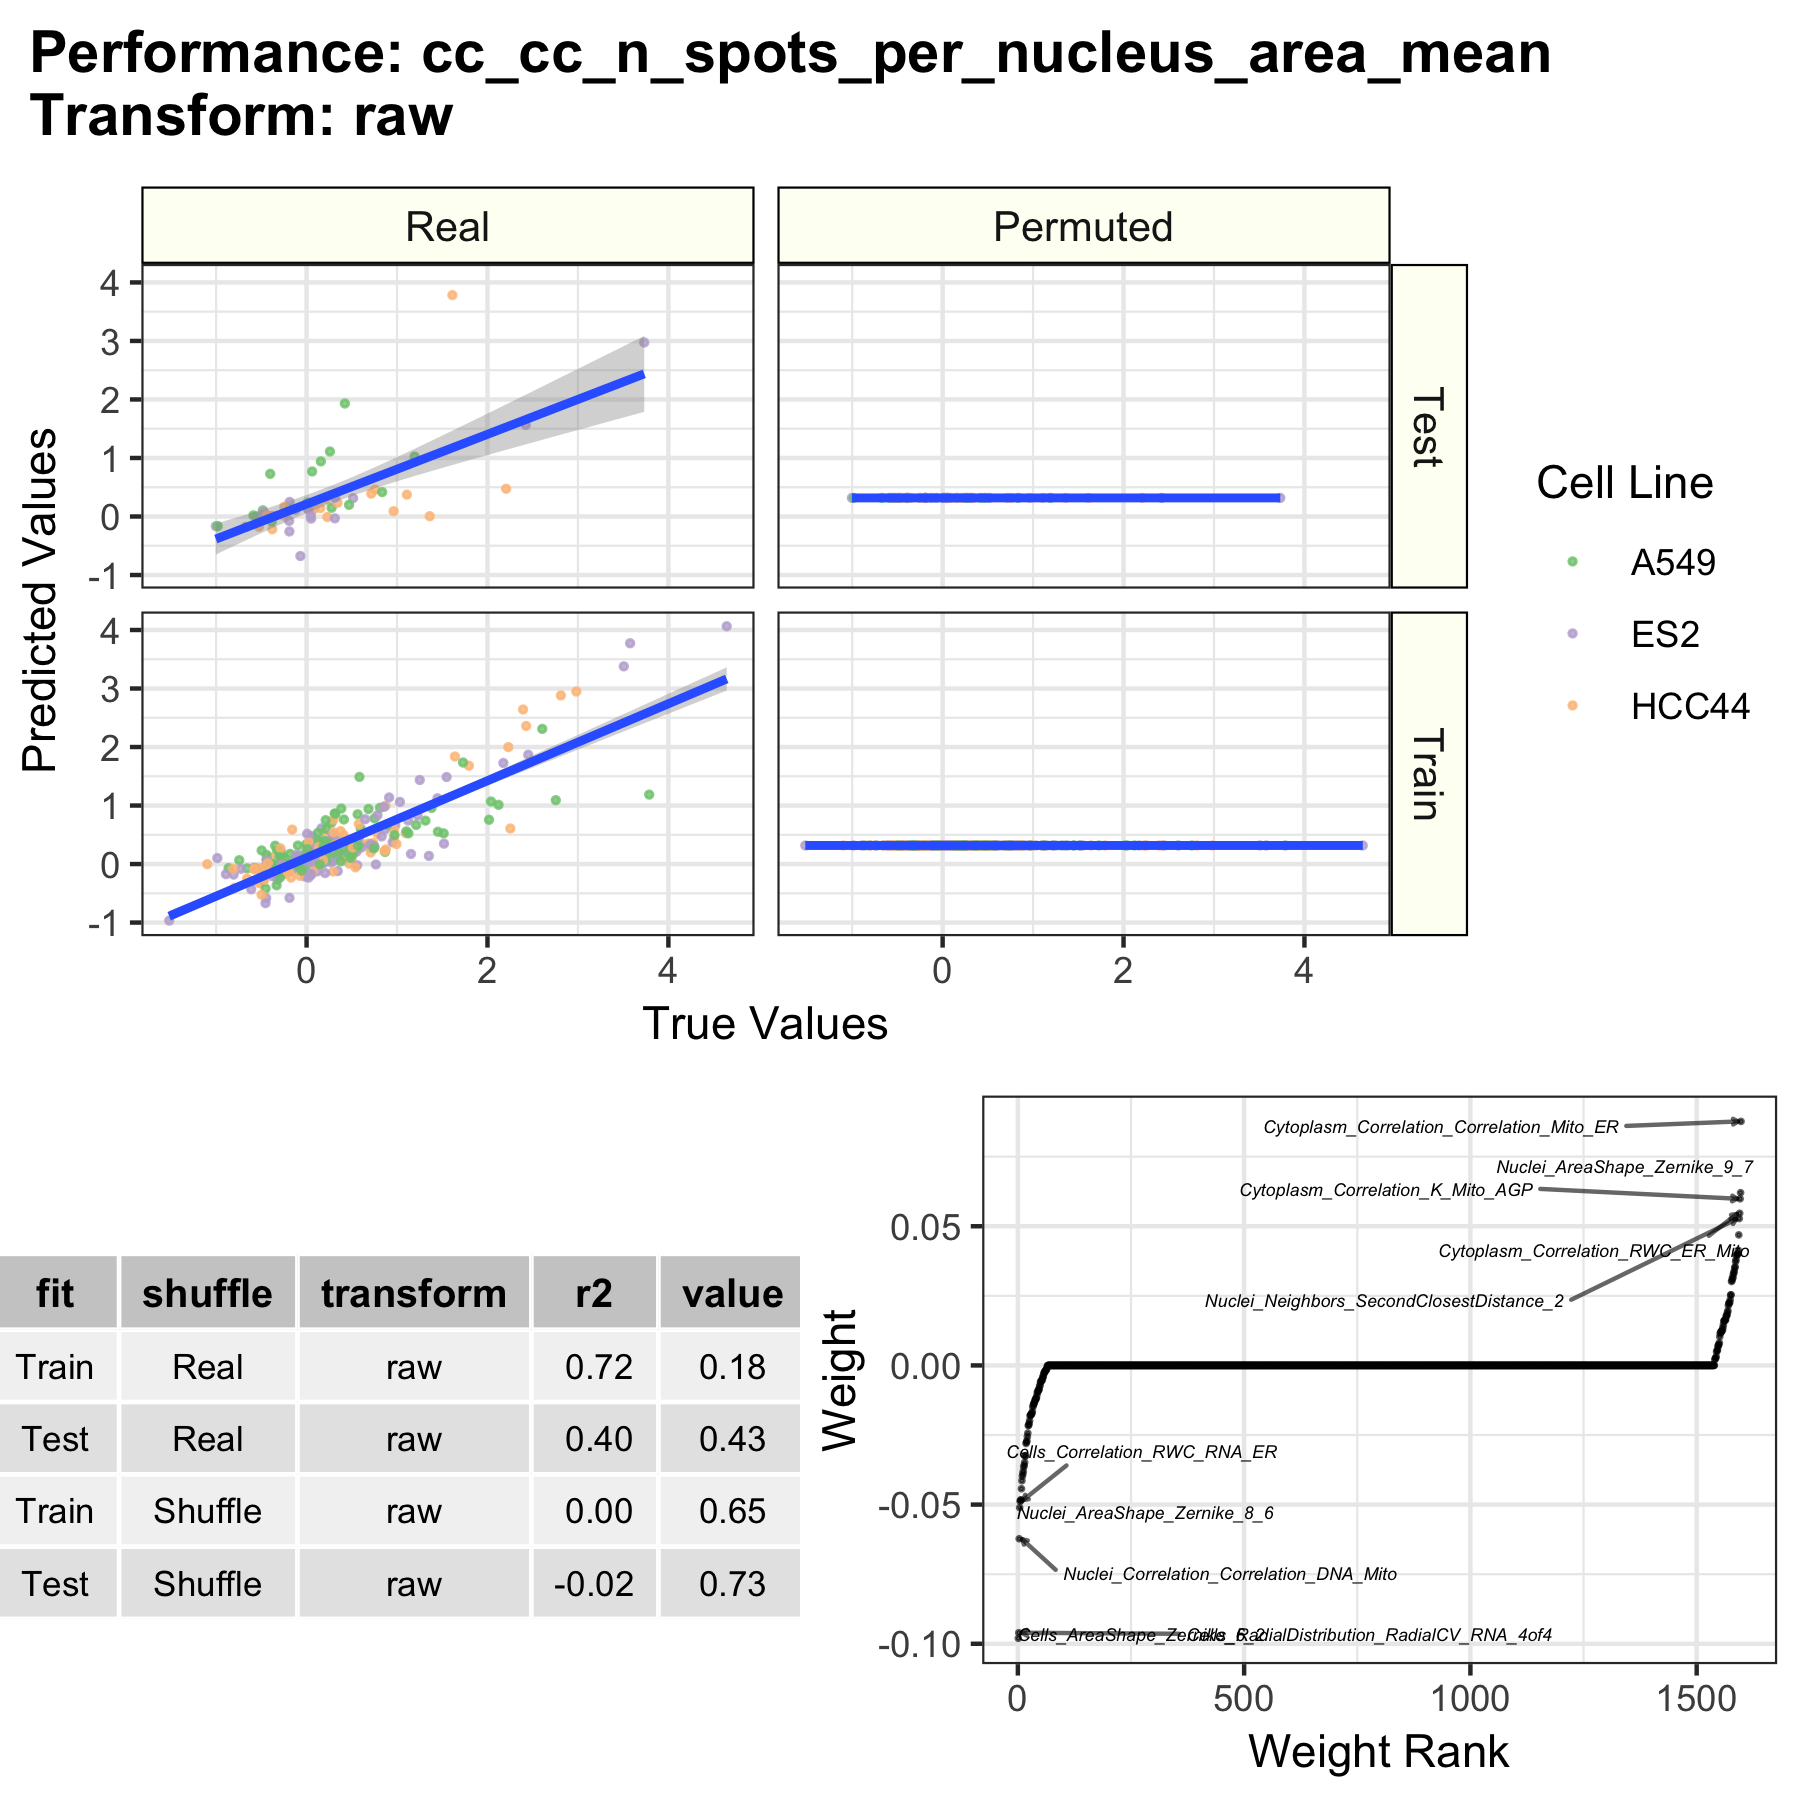 Performance: cc_cc_n_spots_per_nucleus_area_mean
Transform: raw
Real
Permuted
4
3
2
1
0
-1
Test
4
3
2
1
0
-1
Train
Predicted Values
0
2
4
0
2
4
True Values
Cell Line
A549
ES2
HCC44
fit shuffle transform r2 value
Train Real raw 0.72 0.18
Test Real raw 0.40 0.43
Train Shuffle raw 0.00 0.65
Test Shuffle raw -0.02 0.73
Weight
0.05
0.00
-0.05
-0.10
Cytoplasm_Correlation_Correlation_Mito_ER
Nuclei_AreaShape_Zernike_9_7
Cytoplasm_Correlation_K_Mito_AGP
Cytoplasm_Correlation_RWC_ER_Mito
Nuclei_Neighbors_SecondClosestDistance_2
Cells_Correlation_RWC_RNA_ER
Nuclei_AreaShape_Zernike_8_6
Nuclei_Correlation_Correlation_DNA_Mito
Cells_AreaShape_Zernike_6_2
Cells_RadialDistribution_RadialCV_RNA_4of4
0
500
1000
1500
Weight Rank